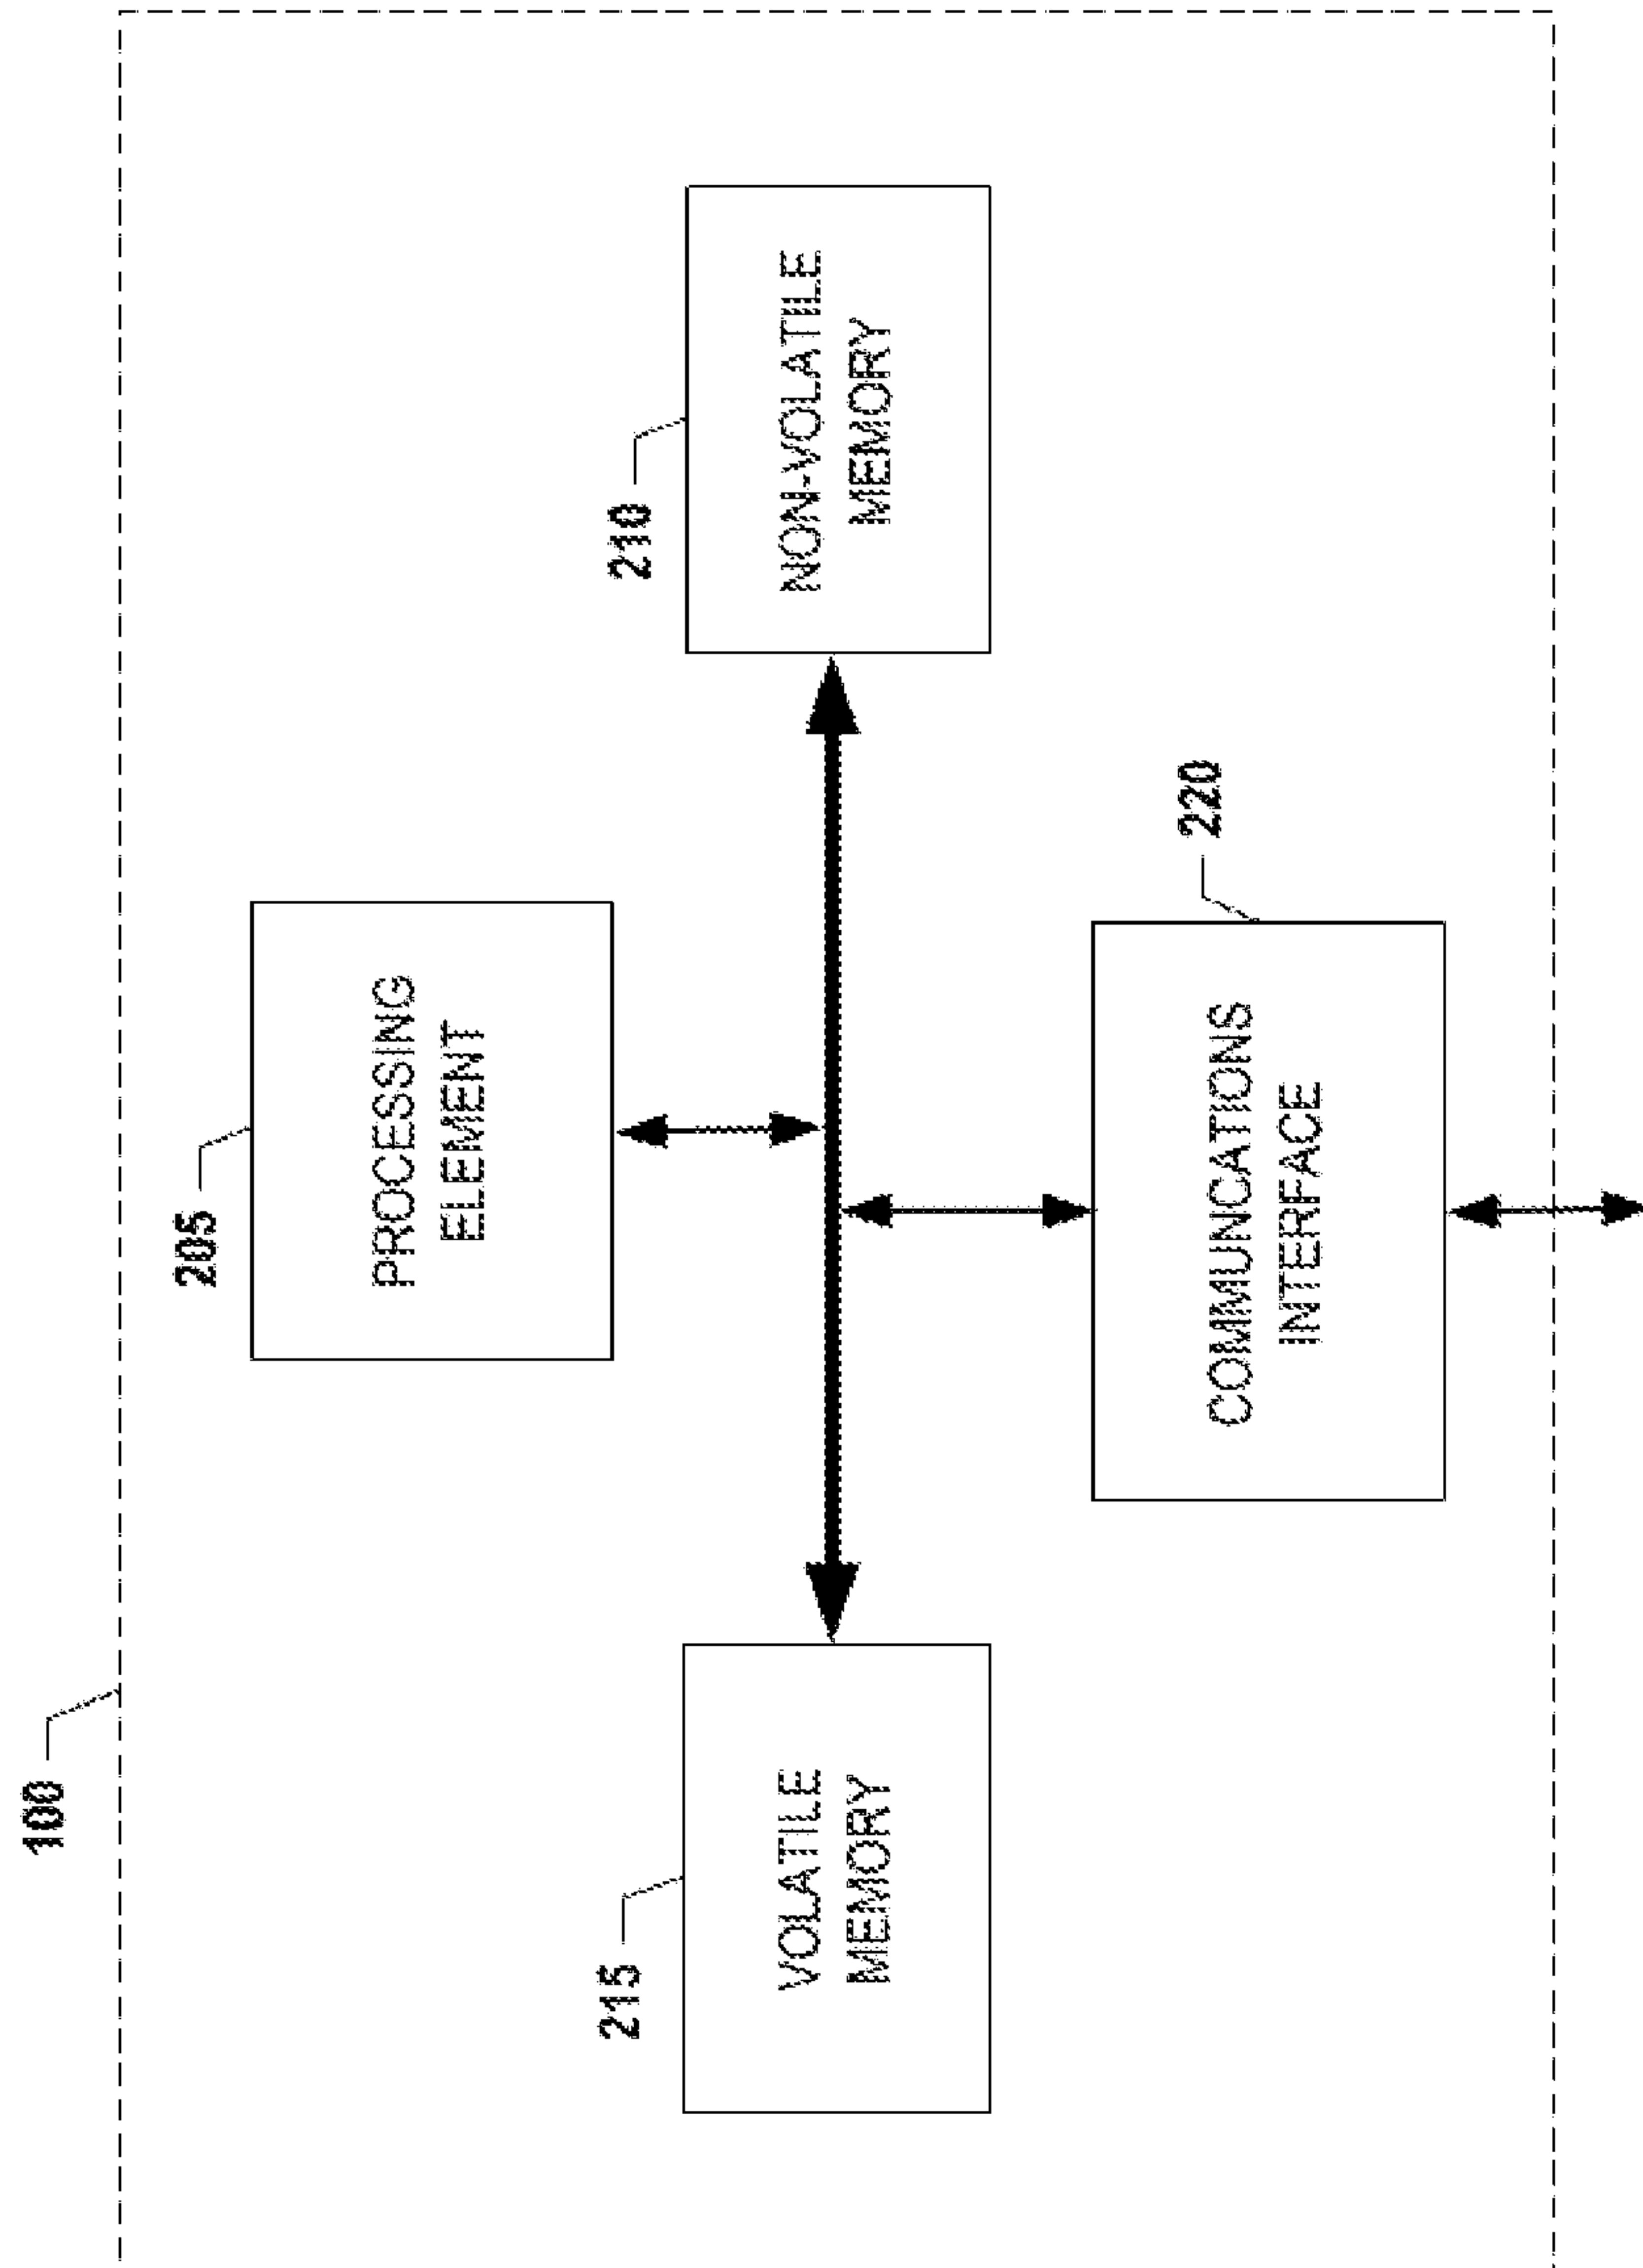 100
205
PROCESSING
ELEMENT
215
VOLATILE
MEMORY
210
NON-VOLATILE
MEMORY
220
COMMUNCATIONS
INTERFACE